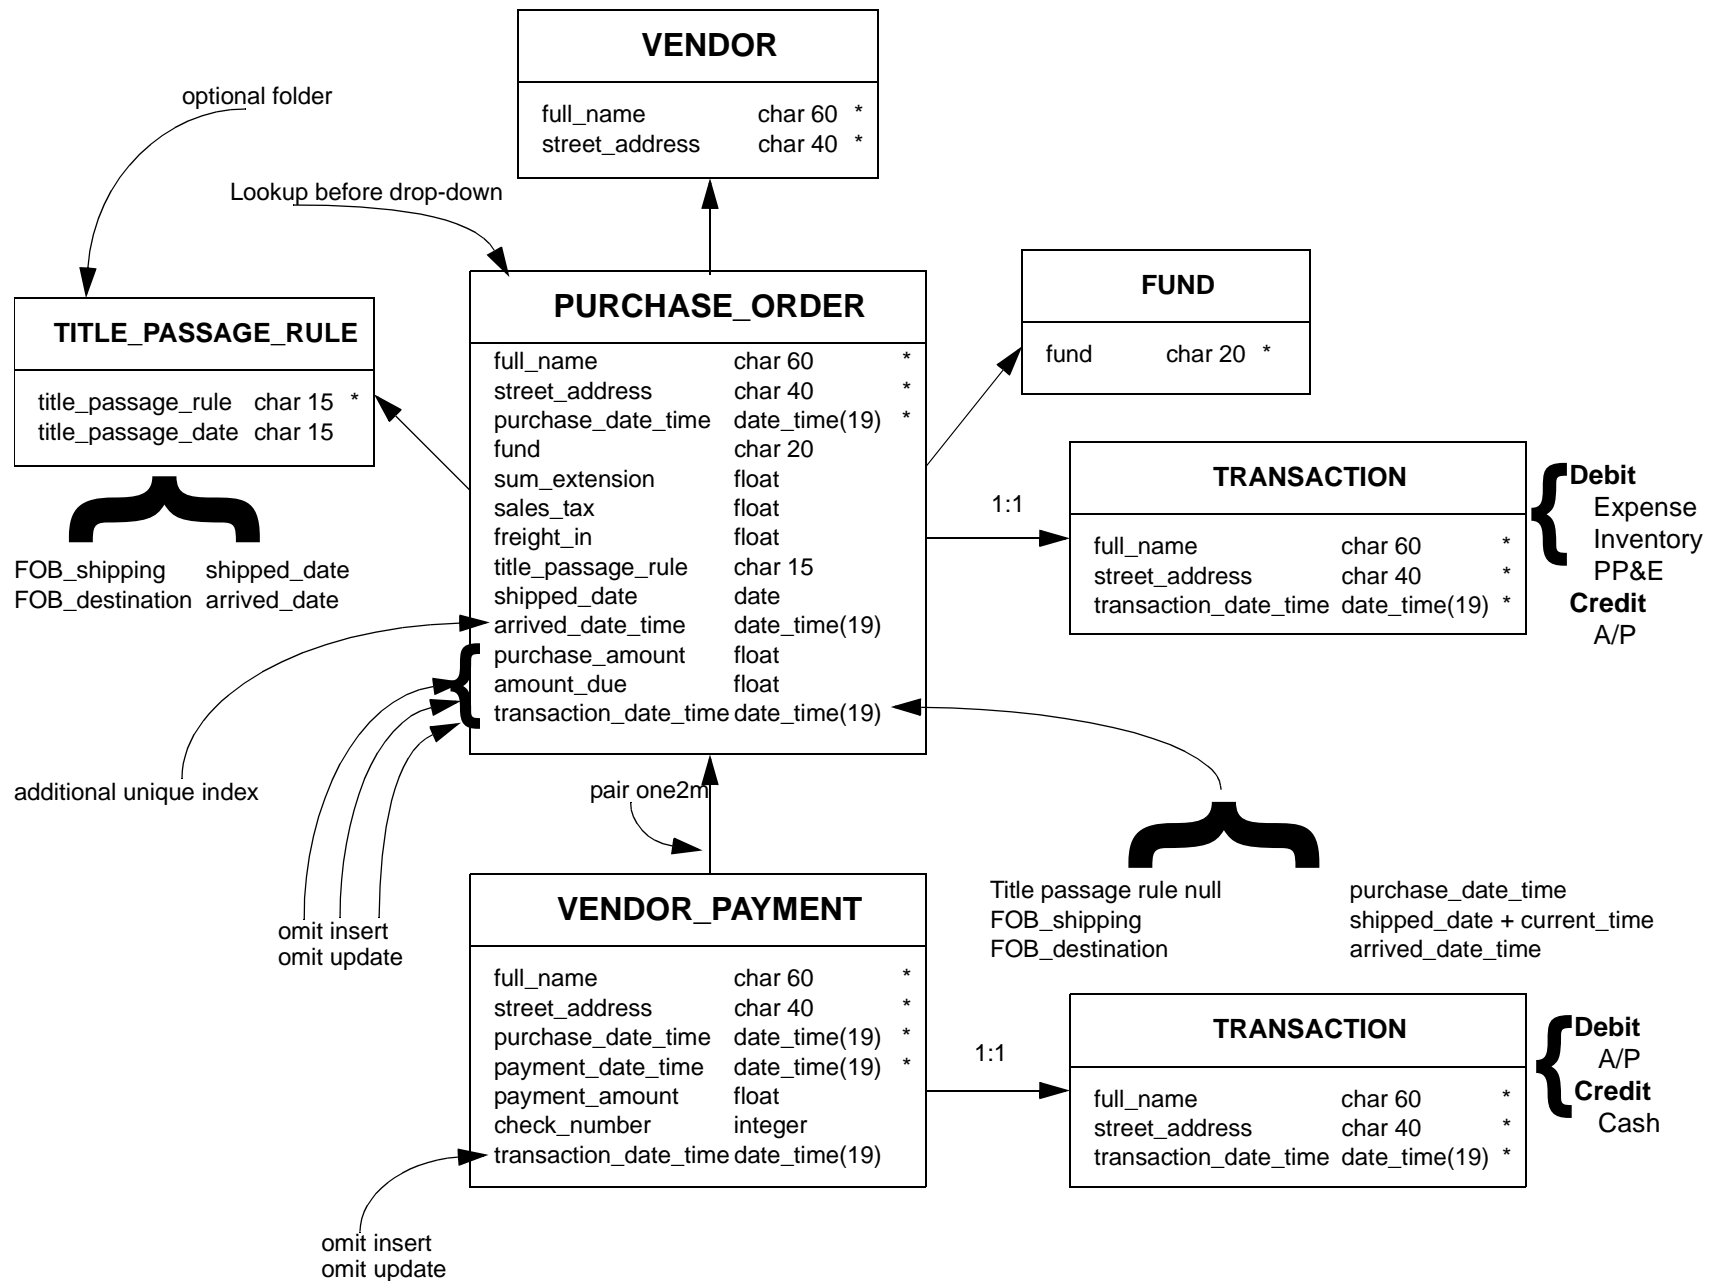 VENDOR
full_name char 60 *
street_address char 40 *
optional folder
Lookup before drop-down
TITLE_PASSAGE_RULE
title_passage_rule char 15 *
title_passage_date char 15
FOB_shipping shipped_date
FOB_destination arrived_date
PURCHASE_ORDER
full_name char 60 *
street_address char 40 *
purchase_date_time date_time(19) *
fund char 20
sum_extension float
sales_tax float
freight_in float
title_passage_rule char 15
shipped_date date
arrived_date_time date_time(19)
purchase_amount float
amount_due float
transaction_date_time date_time(19)
FUND
fund char 20 *
1:1
TRANSACTION
full_name char 60 *
street_address char 40 *
transaction_date_time date_time(19) *
Debit
Expense
Inventory
PP&E
Credit
A/P
additional unique index
omit insert
omit update
pair one2m
Title passage rule null purchase_date_time
FOB_shipping shipped_date + current_time
FOB_destination arrived_date_time
VENDOR_PAYMENT
full_name char 60 *
street_address char 40 *
purchase_date_time date_time(19) *
payment_date_time date_time(19) *
payment_amount float
check_number integer
transaction_date_time date_time(19)
1:1
TRANSACTION
full_name char 60 *
street_address char 40 *
transaction_date_time date_time(19) *
Debit
A/P
Credit
Cash
omit insert
omit update